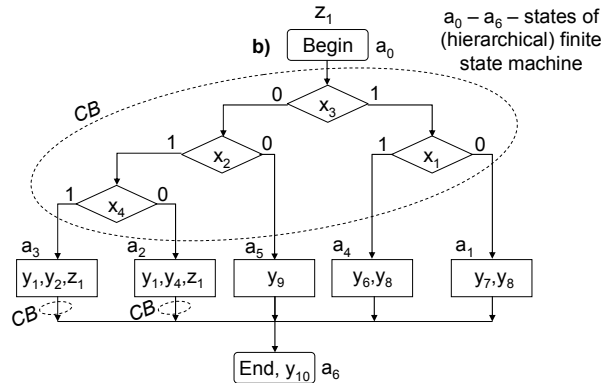 z1
b) Begin a0
a0 – a6 – states of
(hierarchical) finite
state machine
CB
0 x3 1
1 x2 0
1 x1 0
1 x4 0
a3 a2 a5 a4 a1
y1,y2,z1 y1,y4,z1 y9 y6,y8 y7,y8
CB CB
End, y10 a6